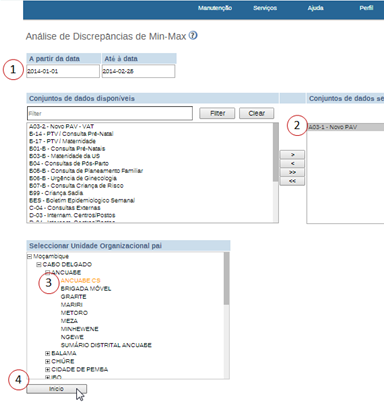 Manutenção Serviços Ajuda Perfil
Análise de Discrepâncias de Min-Max ?
A partir da data Até à data
1 2014-01-01 2014-02-28
Conjuntos de dados disponíveis Conjuntos de dados se
Filter Filter Clear
2
A03-2 - Novo PAV - VAT A03-1 - Novo PAV
B-14 - PTV / Consulta Pré-Natal
B-17 - PTV / Maternidade
B01-B - Consulta Pré-Natais
B03-B - Maternidade da US
B04 - Consultas de Pós-Parto
B05-B - Consulta de Planeamento Familiar
B06-B - Urgência de Ginecologia
B07-B - Consulta Criança de Risco
B99 - Criança Sadia
BES - Boletim Epidemiologico Semanal
C-04 - Consultas Externas
D-03 - Internam. Centros/Postos
>
<
>>
<<
Seleccionar Unidade Organizacional pai
Moçambique
CABO DELGADO
ANCUABE
3 ANCUABE CS
BRIGADA MÓVEL
GRARTE
MARIRI
METORO
MEZA
MINHEWENE
NGEWE
SUMÁRIO DISTRITAL ANCUABE
BALAMA
CHIÚRE
CIDADE DE PEMBA
IBO
4 Início